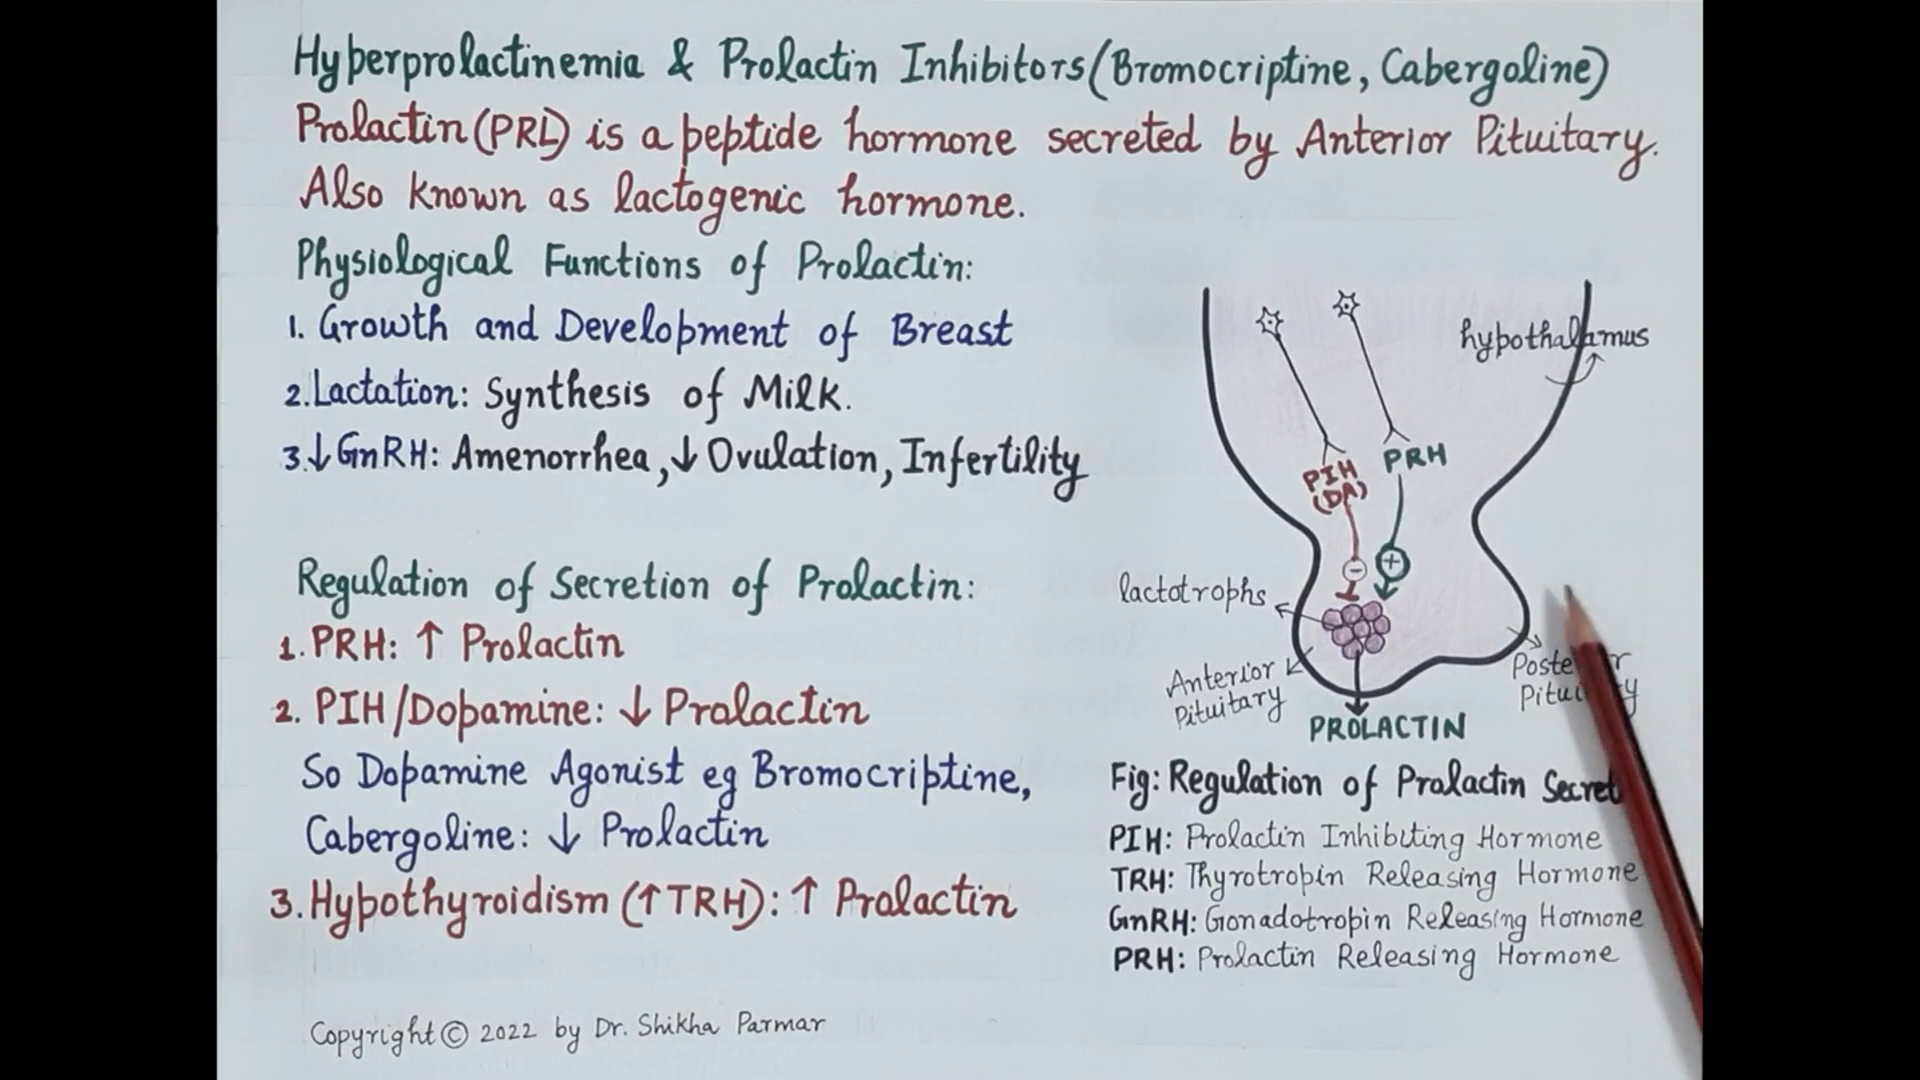 Hyperprolactinemia & Prolactin Inhibitors (Bromocriptine, Cabergoline)
Prolactin (PRL) is a peptide hormone secreted by Anterior Pituitary.
Also known as lactogenic hormone.
Physiological Functions of Prolactin:
1. Growth and Development of Breast
2. Lactation: Synthesis of Milk.
3. ↓ GnRH: Amenorrhea, ↓ Ovulation, Infertility
Regulation of Secretion of Prolactin:
1. PRH: ↑ Prolactin
2. PIH/Dopamine: ↓ Prolactin
So Dopamine Agonist eg Bromocriptine,
Cabergoline: ↓ Prolactin
3. Hypothyroidism (↑ TRH): ↑ Prolactin
hypothalamus
PIH
(DA)
PRH
lactotrophs
Anterior
Pituitary
PROLACTIN
Fig: Regulation of Prolactin
PIH: Prolactin Inhibiting Hormone
TRH: Thyrotropin Releasing Hormone
GnRH: Gonadotropin Releasing Hormone
PRH: Prolactin Releasing Hormone
Copyright © 2022 by Dr. Shikha Parmar